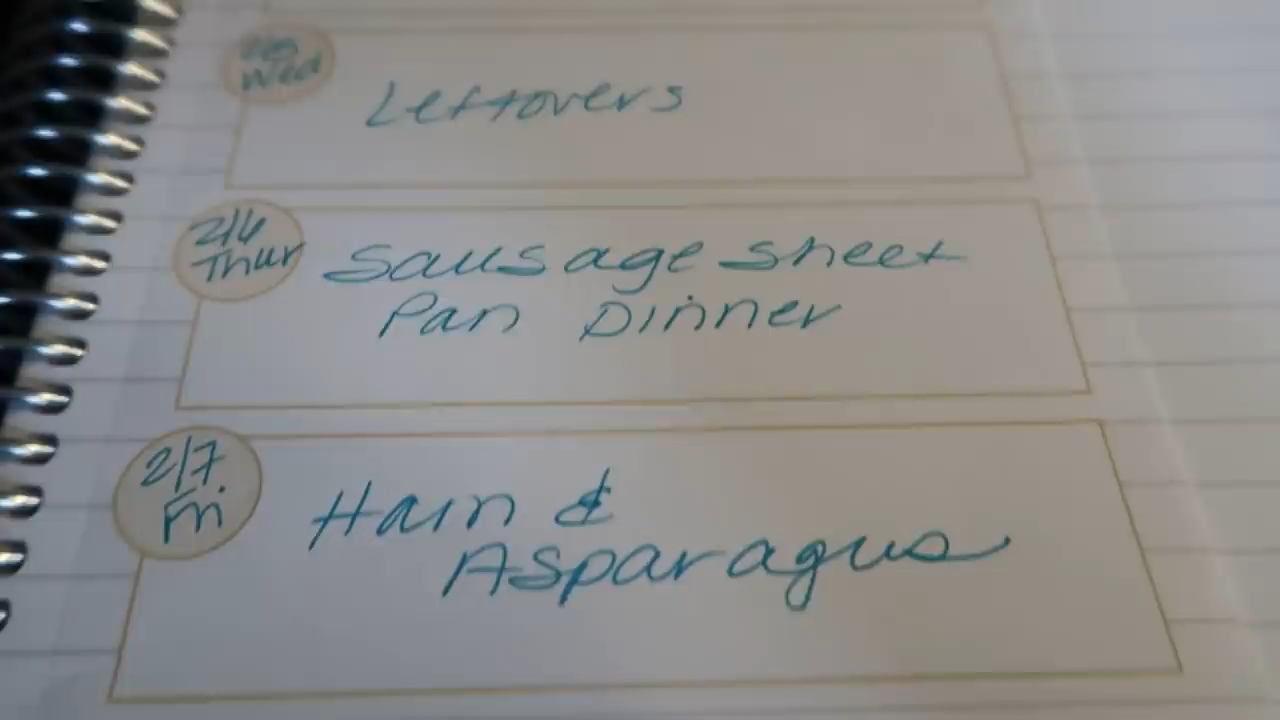 Wed
Leftovers
2/6
Thur
Sausage sheet
Pan Dinner
2/7
Fri
Ham &
Asparagus